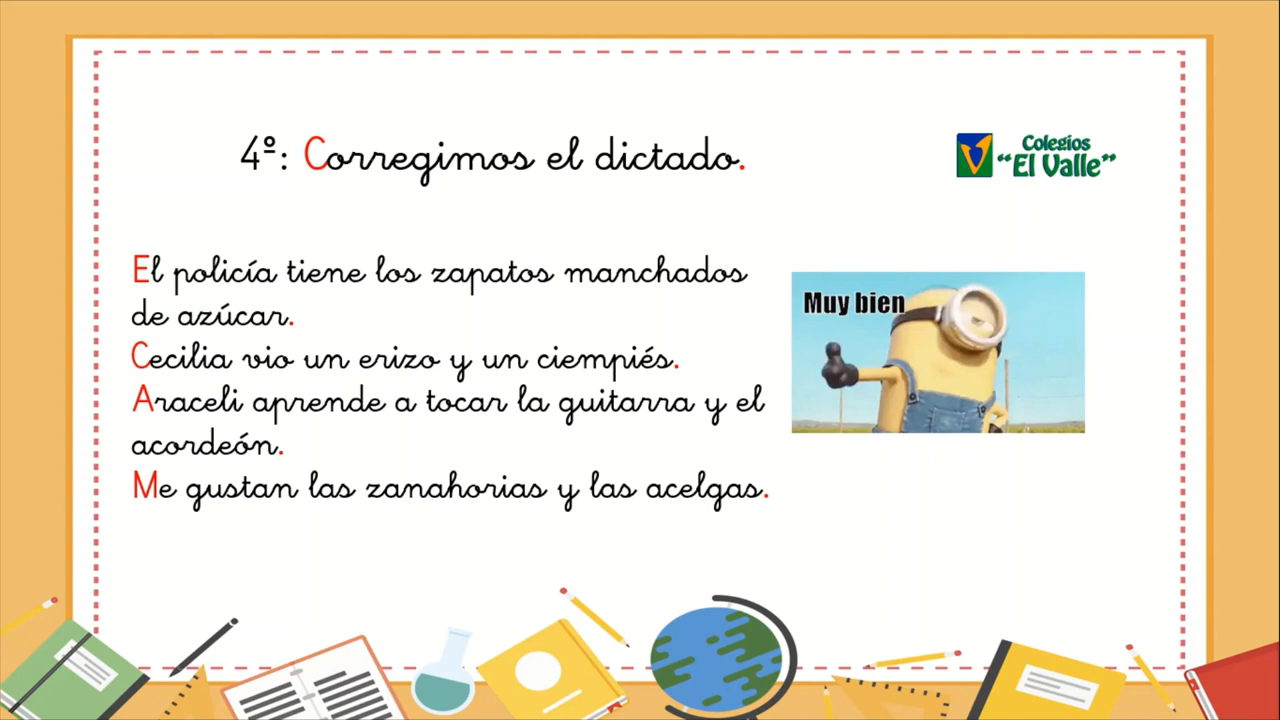 4º: Corregimos el dictado.
Colegios
“El Valle”
El policía tiene los zapatos manchados
de azúcar.
Cecilia vio un erizo y un ciempiés.
Araceli aprende a tocar la guitarra y el
acordeón.
Me gustan las zanahorias y las acelgas.
Muy bien